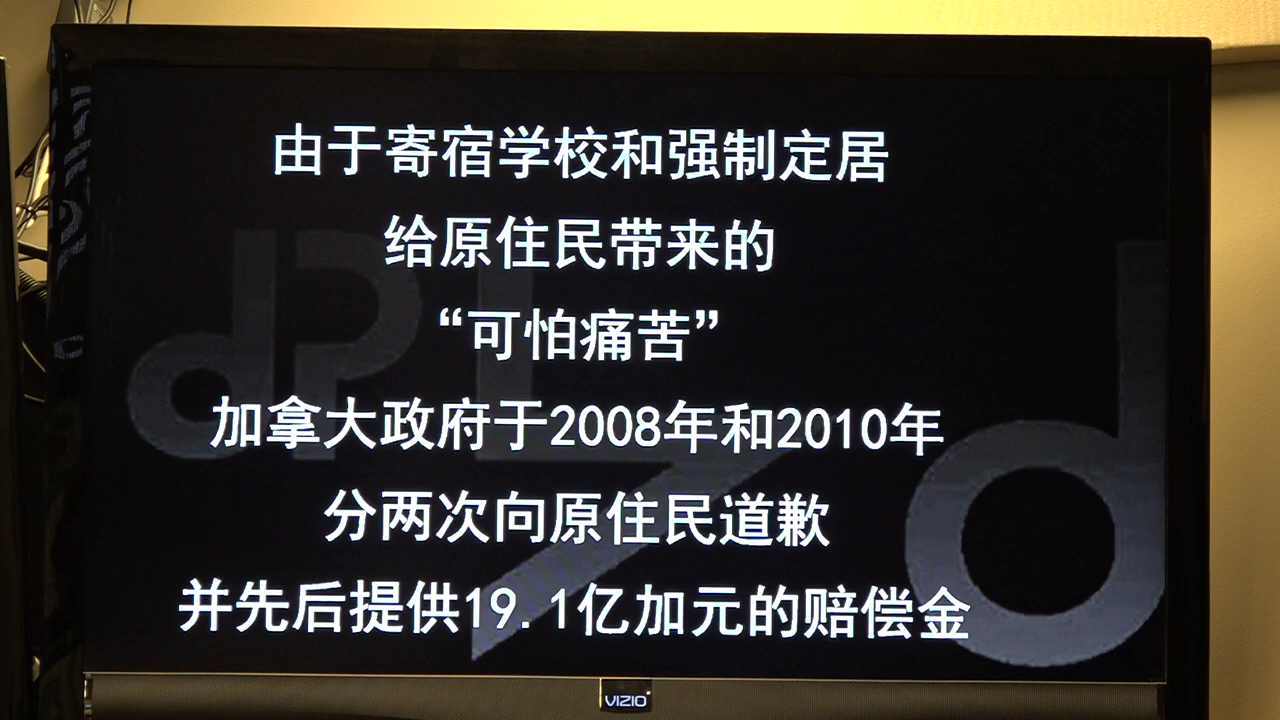 由于寄宿学校和强制定居
给原住民带来的
“可怕痛苦”
加拿大政府于2008年和2010年
分两次向原住民道歉
并先后提供19.1亿加元的赔偿金
VIZIO